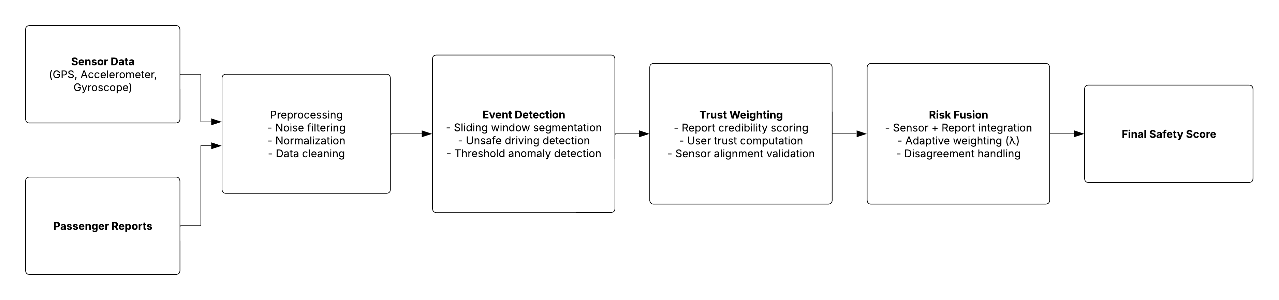 Sensor Data
(GPS, Accelerometer,
Gyroscope)
Passenger Reports
Preprocessing
- Noise filtering
- Normalization
- Data cleaning
Event Detection
- Sliding window segmentation
- Unsafe driving detection
- Threshold anomaly detection
Trust Weighting
- Report credibility scoring
- User trust computation
- Sensor alignment validation
Risk Fusion
- Sensor + Report integration
- Adaptive weighting (λ)
- Disagreement handling
Final Safety Score